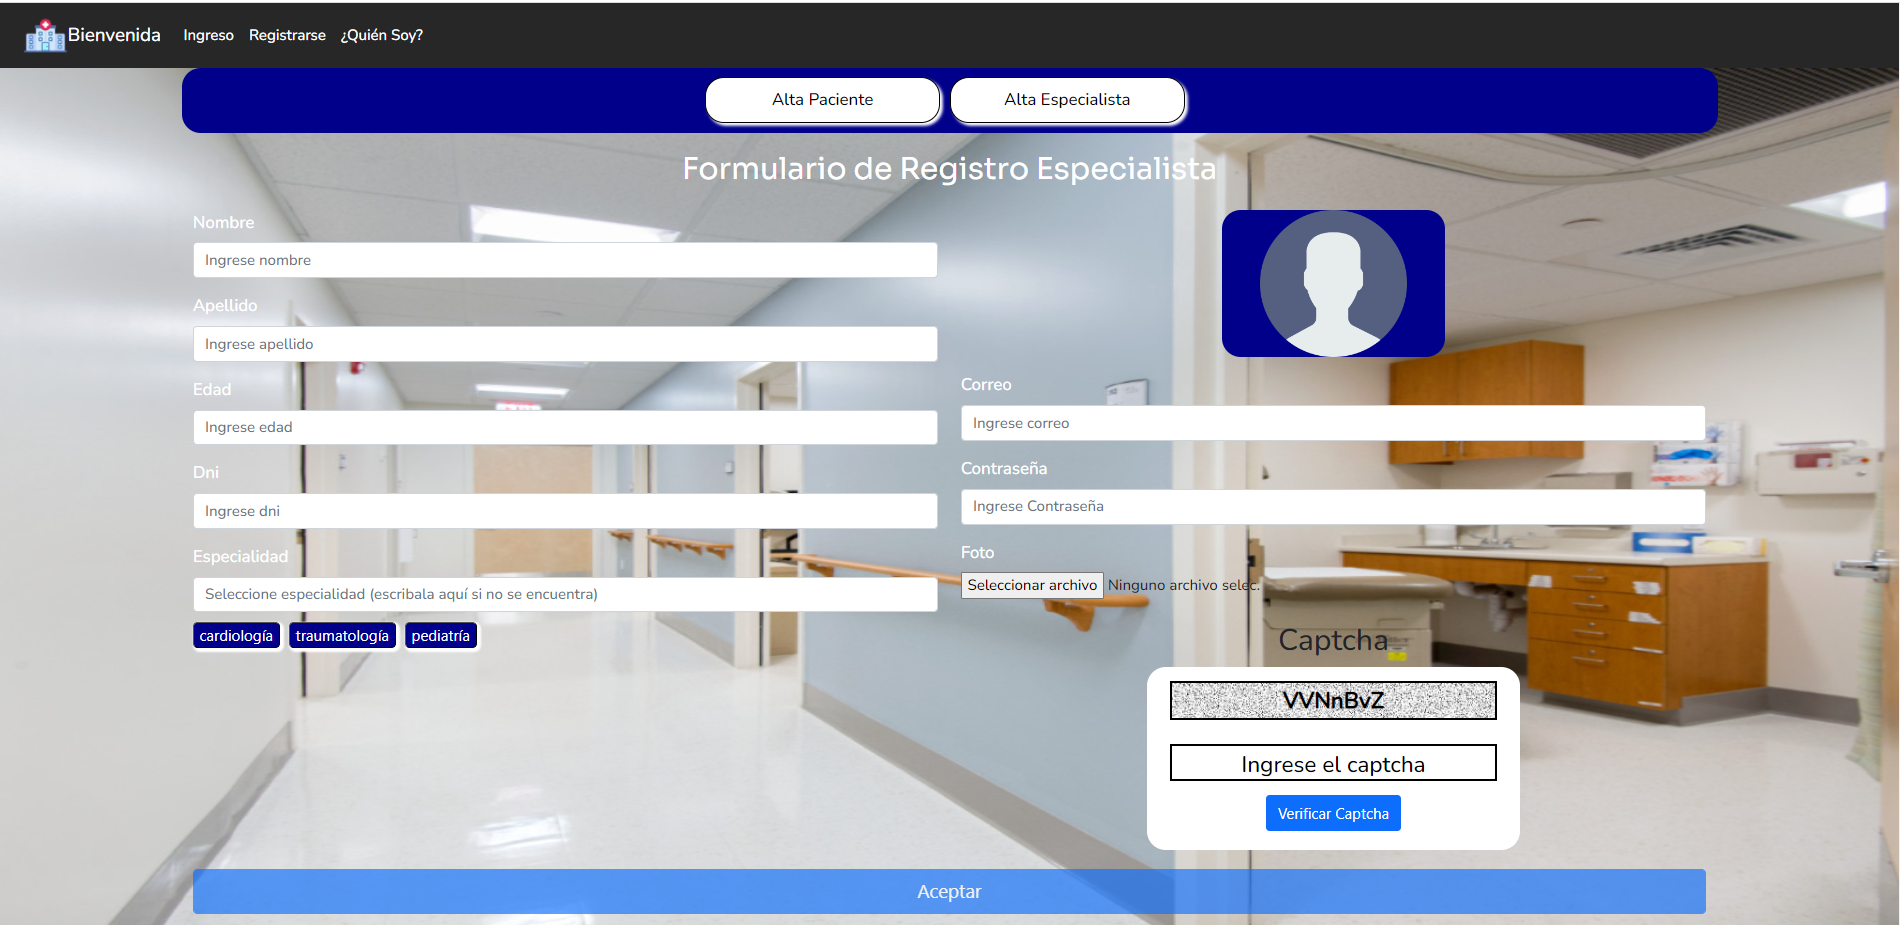 Bienvenida Ingreso Registrarse ¿Quién Soy?
Alta Paciente Alta Especialista
Formulario de Registro Especialista
Nombre
Ingrese nombre
Apellido
Ingrese apellido
Edad
Ingrese edad
Dni
Ingrese dni
Especialidad
Seleccione especialidad (escribala aquí si no se encuentra)
cardiología traumatología pediatría
Correo
Ingrese correo
Contraseña
Ingrese Contraseña
Foto
Seleccionar archivo Ninguno archivo selec.
Captcha
VVNnBvZ
Ingrese el captcha
Verificar Captcha
Aceptar